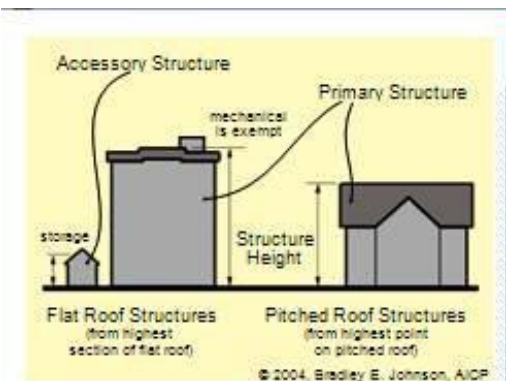 Accessory Structure
Primary Structure
mechanical
is exempt
storage
Structure
Height
Flat Roof Structures
(from highest
section of flat roof)
Pitched Roof Structures
(from highest point
on pitched roof)
© 2004, Bradley E. Johnson, AICP